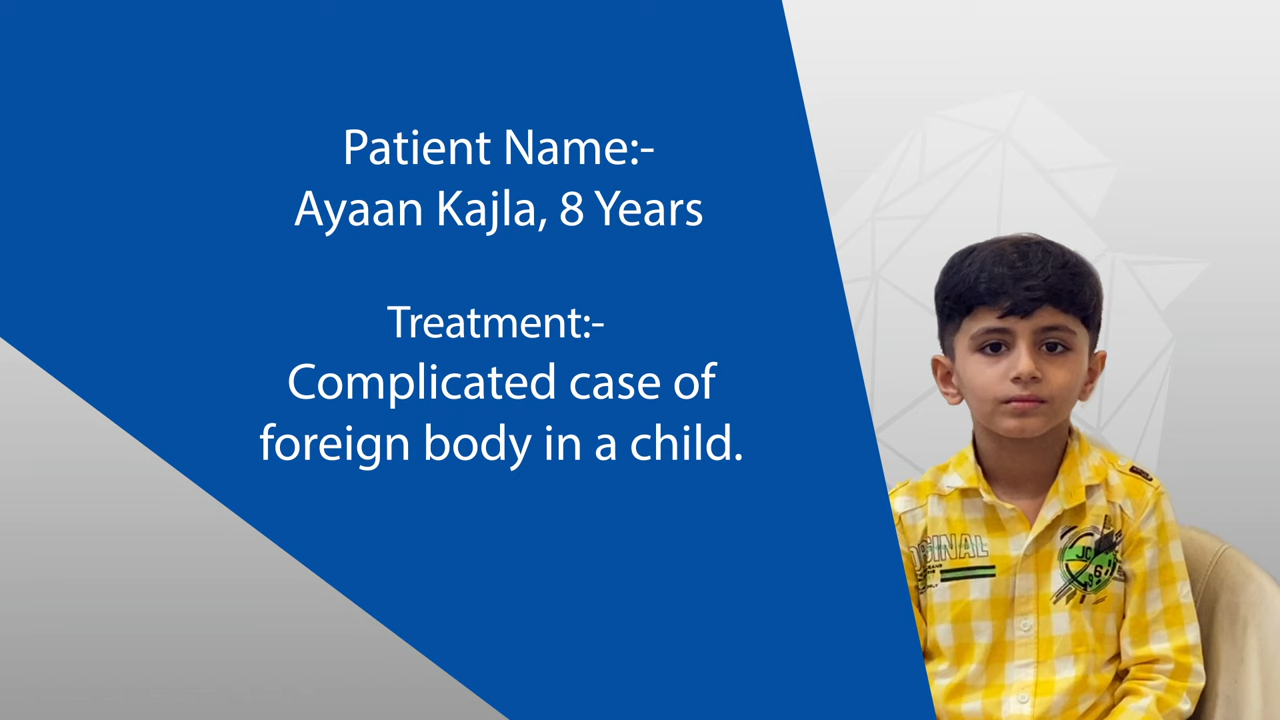 Patient Name:-
Ayaan Kajla, 8 Years
Treatment:-
Complicated case of
foreign body in a child.